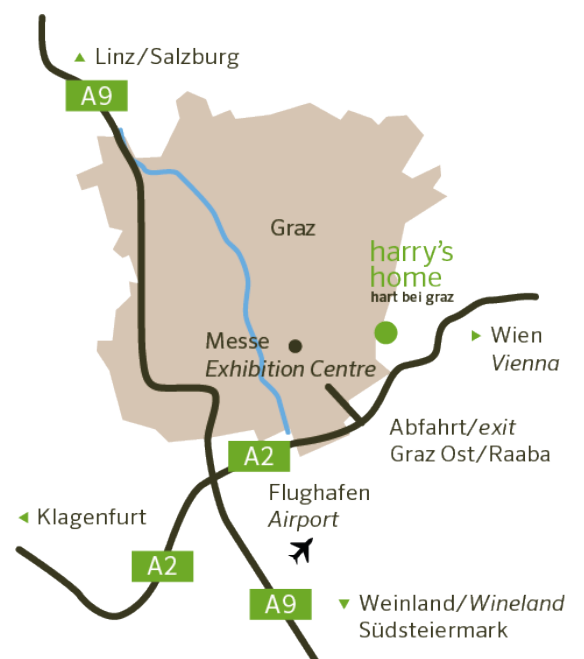 Linz/Salzburg
A9
Graz
harry's
home
hart bei graz
Messe
Exhibition Centre
Wien
Vienna
Abfahrt/exit
Graz Ost/Raaba
A2
Flughafen
Airport
Klagenfurt
A2
A9
Weinland/Wineland
Südsteiermark